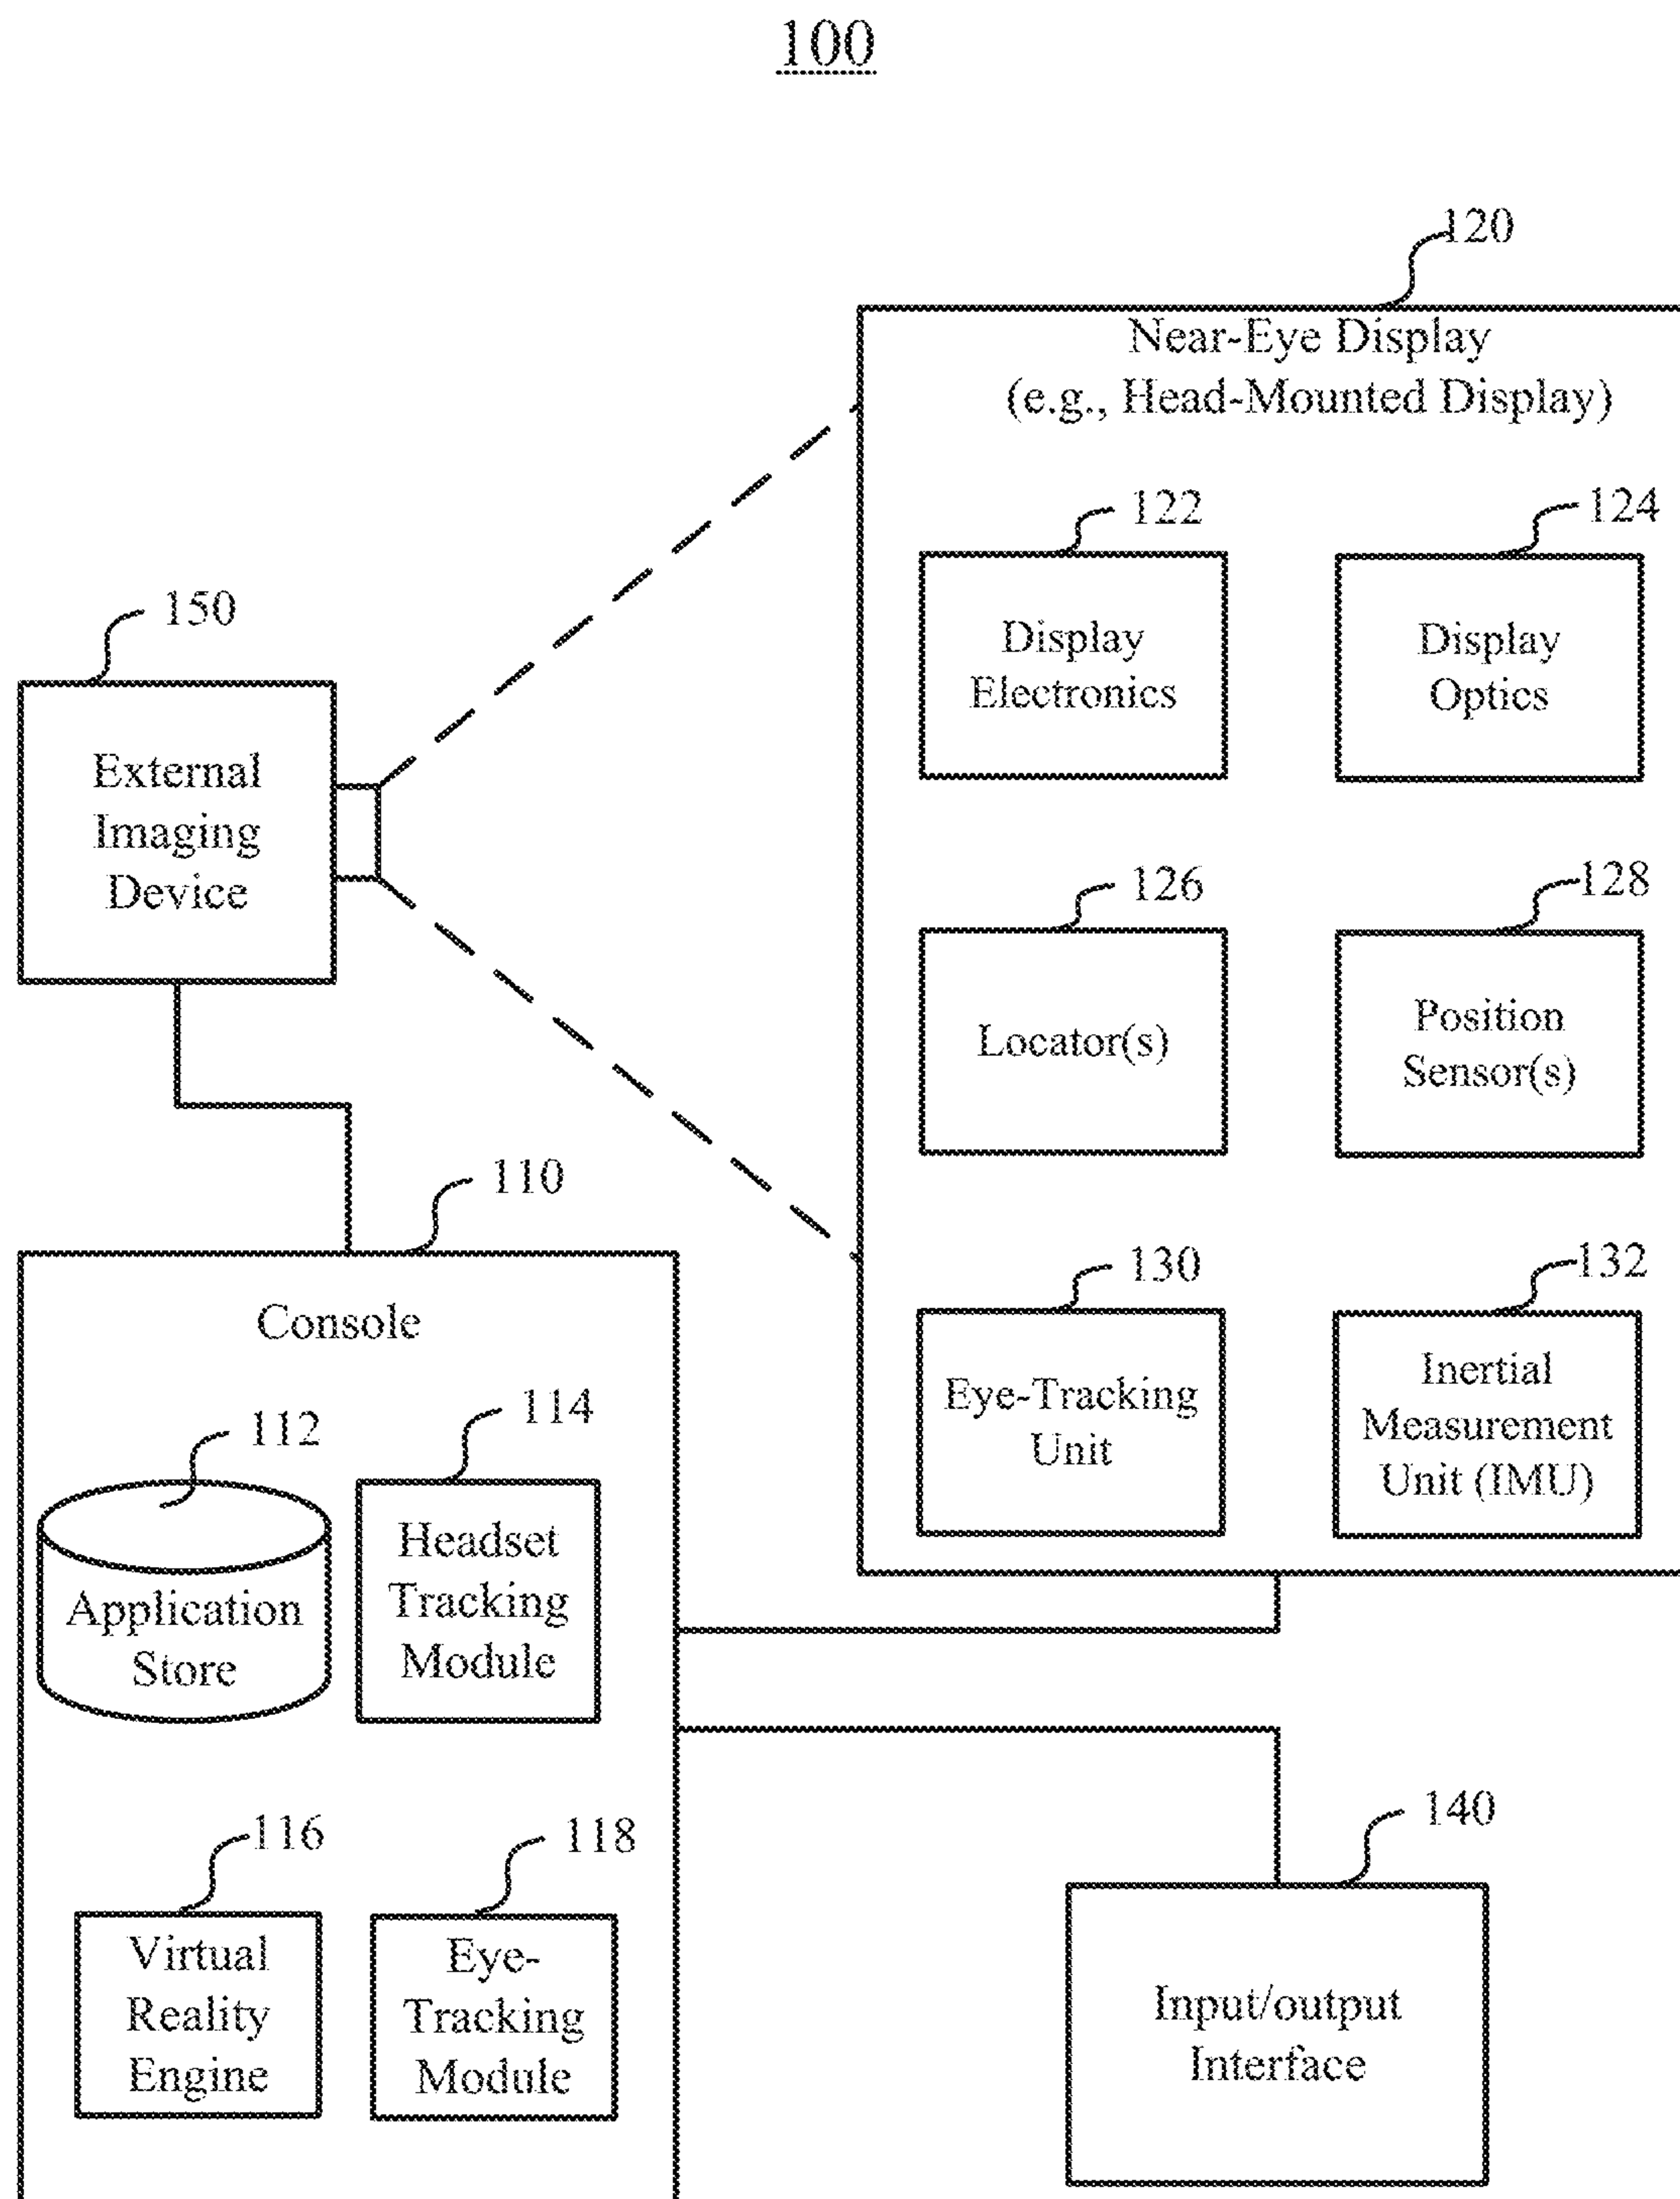 100
120
Near-Eye Display
(e.g., Head-Mounted Display)
122
Display
Electronics
124
Display
Optics
150
External
Imaging
Device
126
Locator(s)
128
Position
Sensor(s)
110
Console
130
Eye-Tracking
Unit
132
Inertial
Measurement
Unit (IMU)
112
Application
Store
114
Headset
Tracking
Module
116
Virtual
Reality
Engine
118
Eye-
Tracking
Module
140
Input/output
Interface